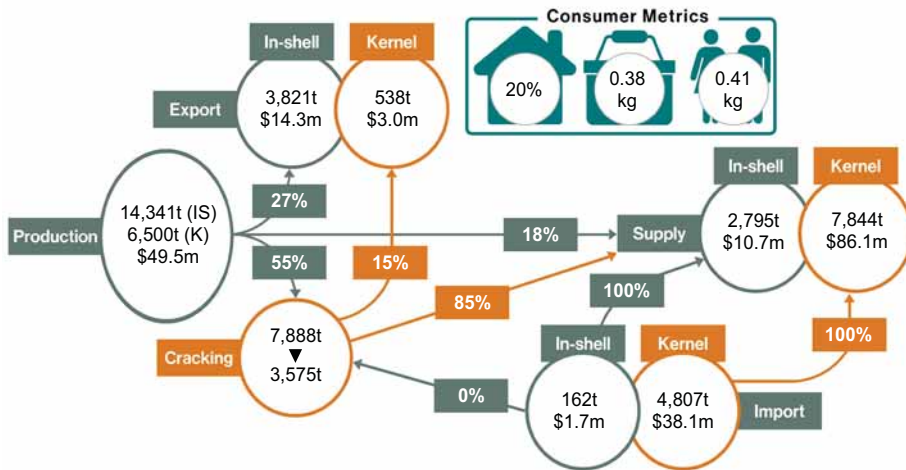 Consumer Metrics
20%
0.38
kg
0.41
kg
In-shell
Kernel
Export
3,821t
$14.3m
538t
$3.0m
27%
15%
Production
14,341t (IS)
6,500t (K)
$49.5m
18%
55%
In-shell
Kernel
Supply
2,795t
$10.7m
7,844t
$86.1m
85%
100%
100%
Cracking
7,888t
▼
3,575t
0%
In-shell
Kernel
162t
$1.7m
4,807t
$38.1m
Import